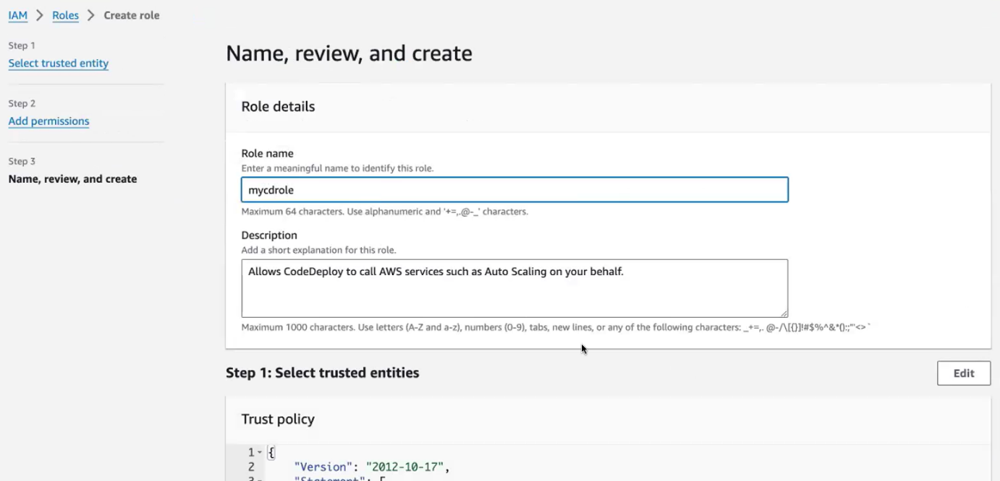 IAM > Roles > Create role
Step 1
Select trusted entity
Step 2
Add permissions
Step 3
Name, review, and create
Name, review, and create
Role details
Role name
Enter a meaningful name to identify this role.
mycdrole
Maximum 64 characters. Use alphanumeric and '+=,.@-_' characters.
Description
Add a short explanation for this role.
Allows CodeDeploy to call AWS services such as Auto Scaling on your behalf.
Maximum 1000 characters. Use letters (A-Z and a-z), numbers (0-9), tabs, new lines, or any of the following characters: _+=,. @-/\[{}]!#$%^&*():;"'<>`
Step 1: Select trusted entities
Edit
Trust policy
1 {
2 "Version": "2012-10-17",
3 "Statement": [